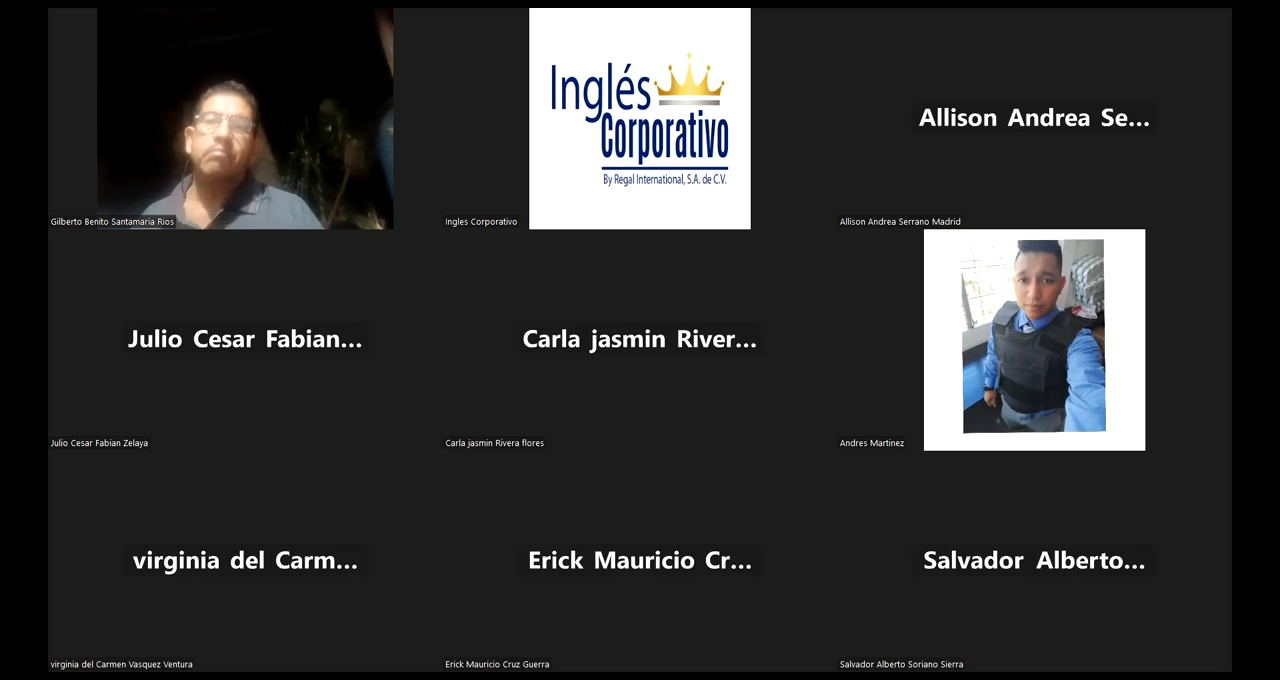 Inglés
Corporativo
By Regal International, S.A. de C.V.
Allison Andrea Se...
Gilberto Benito Santamaria Rios
Ingles Corporativo
Allison Andrea Serrano Madrid
Julio Cesar Fabian...
Carla jasmin River...
Julio Cesar Fabian Zelaya
Carla jasmin Rivera flores
Andres Martinez
virginia del Carm...
Erick Mauricio Cr...
Salvador Alberto...
virginia del Carmen Vasquez Ventura
Erick Mauricio Cruz Guerra
Salvador Alberto Soriano Sierra